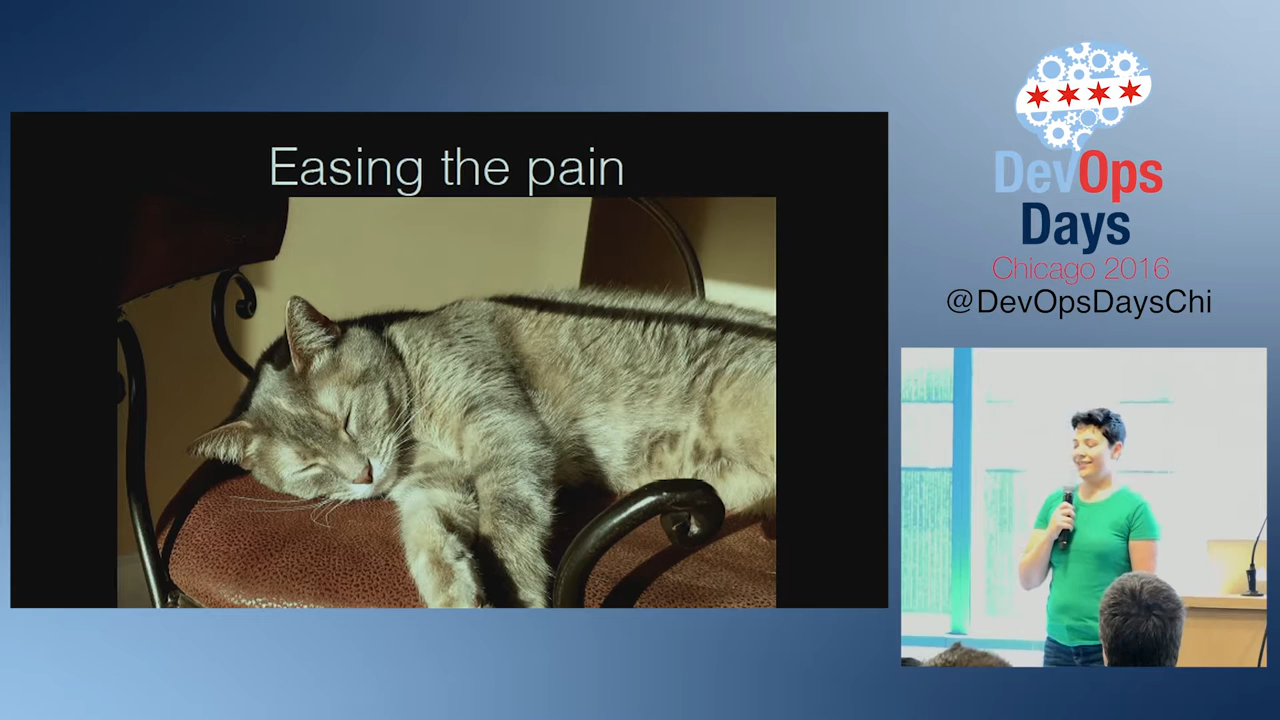 Easing the pain
DevOps
Days
Chicago 2016
@DevOpsDaysChi